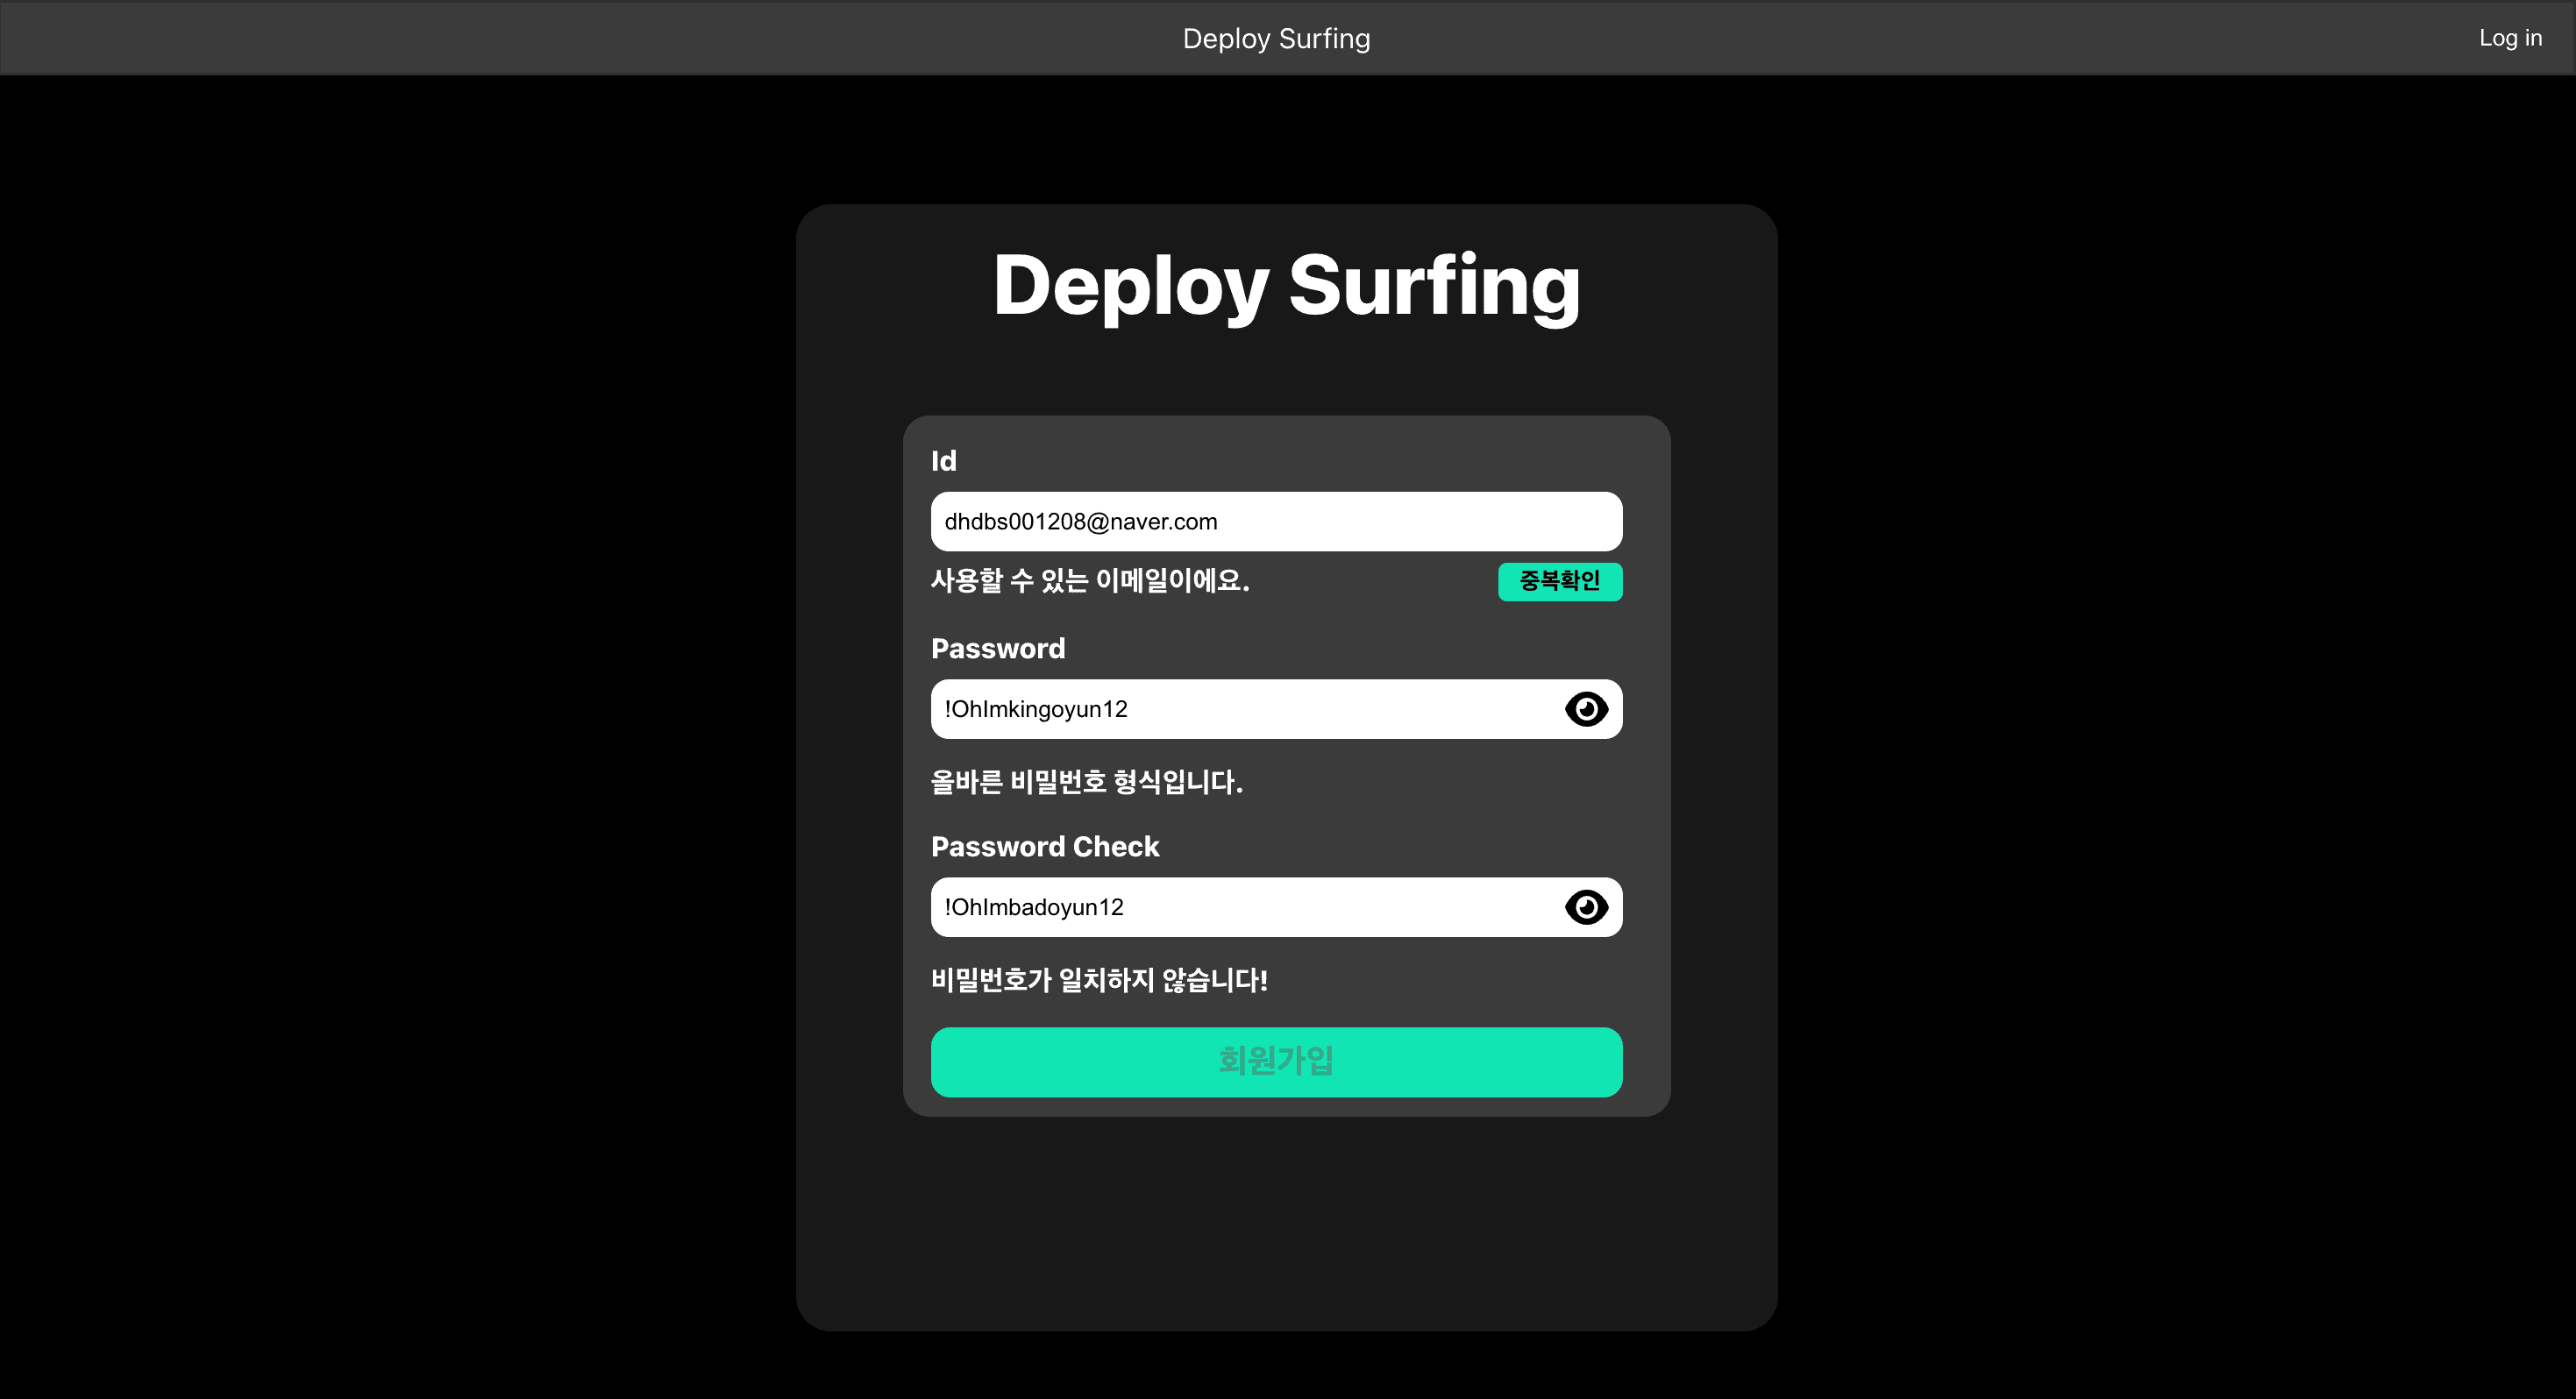 Deploy Surfing
Log in
Deploy Surfing
Id
dhdbs001208@naver.com
사용할 수 있는 이메일이에요.
중복확인
Password
!OhImkingoyun12
올바른 비밀번호 형식입니다.
Password Check
!OhImbadoyun12
비밀번호가 일치하지 않습니다!
회원가입